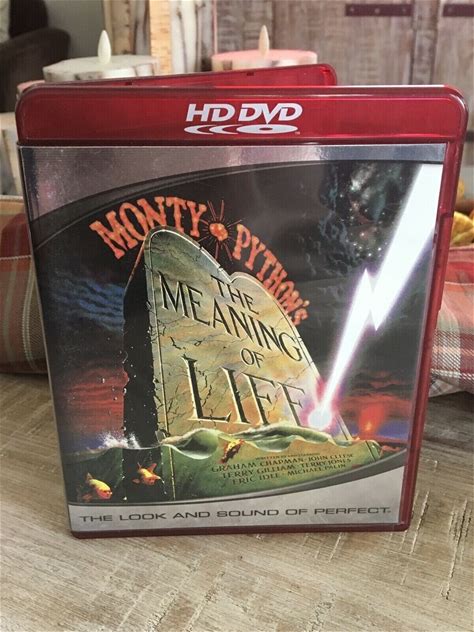 HD DVD
MONTY PYTHON'S
THE
MEANING
OF
LIFF
GRAHAM CHAPMAN · JOHN CLEESE
TERRY GILLIAM · TERRY JONES
ERIC IDLE · MICHAEL PALIN
THE LOOK AND SOUND OF PERFECT.